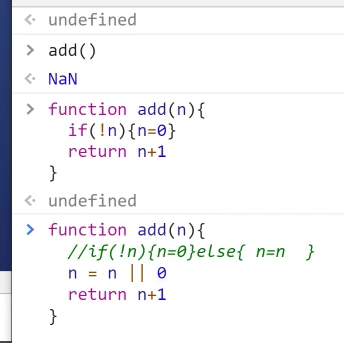 undefined
add()
NaN
function add(n){
  if(!n){n=0}
  return n+1
}
undefined
function add(n){
  //if(!n){n=0}else{ n=n  }
  n = n || 0
  return n+1
}